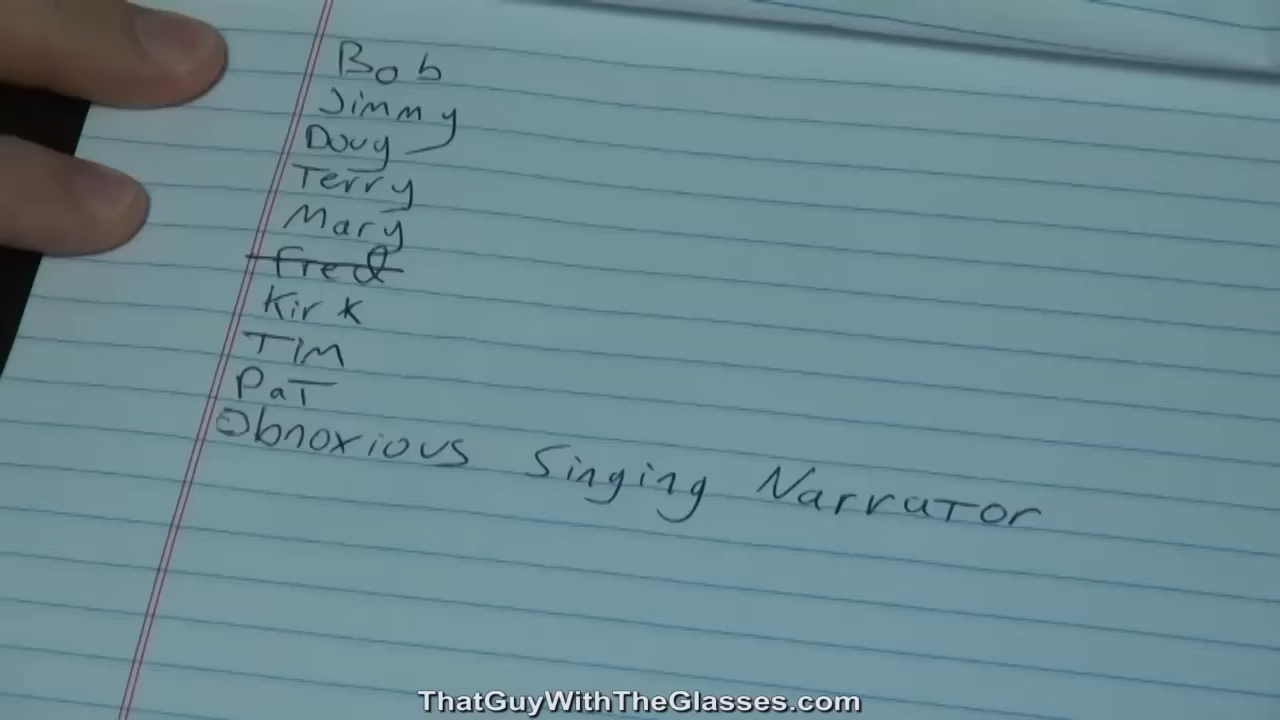 Bob
Jimmy
Doug
Terry
Mary
Fred
Kirk
TIM
PaT
Obnoxious Singing Narrator
ThatGuyWithTheGlasses.com